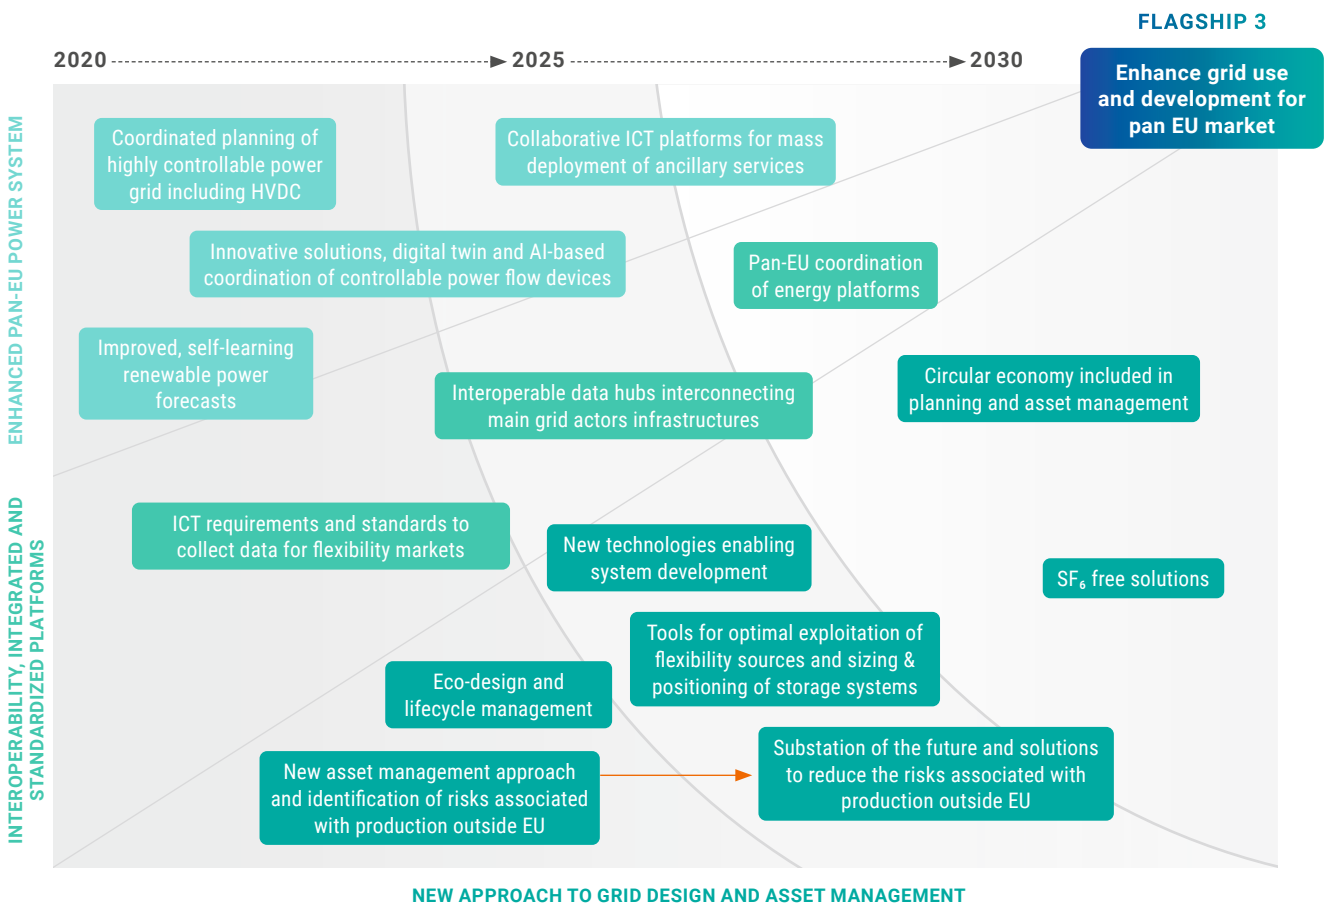 FLAGSHIP 3
2020
2025
2030
Enhance grid use
and development for
pan EU market
ENHANCED PAN-EU POWER SYSTEM
Coordinated planning of
highly controllable power
grid including HVDC
Collaborative ICT platforms for mass
deployment of ancillary services
Innovative solutions, digital twin and AI-based
coordination of controllable power flow devices
Pan-EU coordination
of energy platforms
Improved, self-learning
renewable power
forecasts
Interoperable data hubs interconnecting
main grid actors infrastructures
Circular economy included in
planning and asset management
INTEROPERABILITY, INTEGRATED AND
STANDARDIZED PLATFORMS
ICT requirements and standards to
collect data for flexibility markets
New technologies enabling
system development
SF₆ free solutions
Tools for optimal exploitation of
flexibility sources and sizing &
positioning of storage systems
Eco-design and
lifecycle management
New asset management approach
and identification of risks associated
with production outside EU
Substation of the future and solutions
to reduce the risks associated with
production outside EU
NEW APPROACH TO GRID DESIGN AND ASSET MANAGEMENT